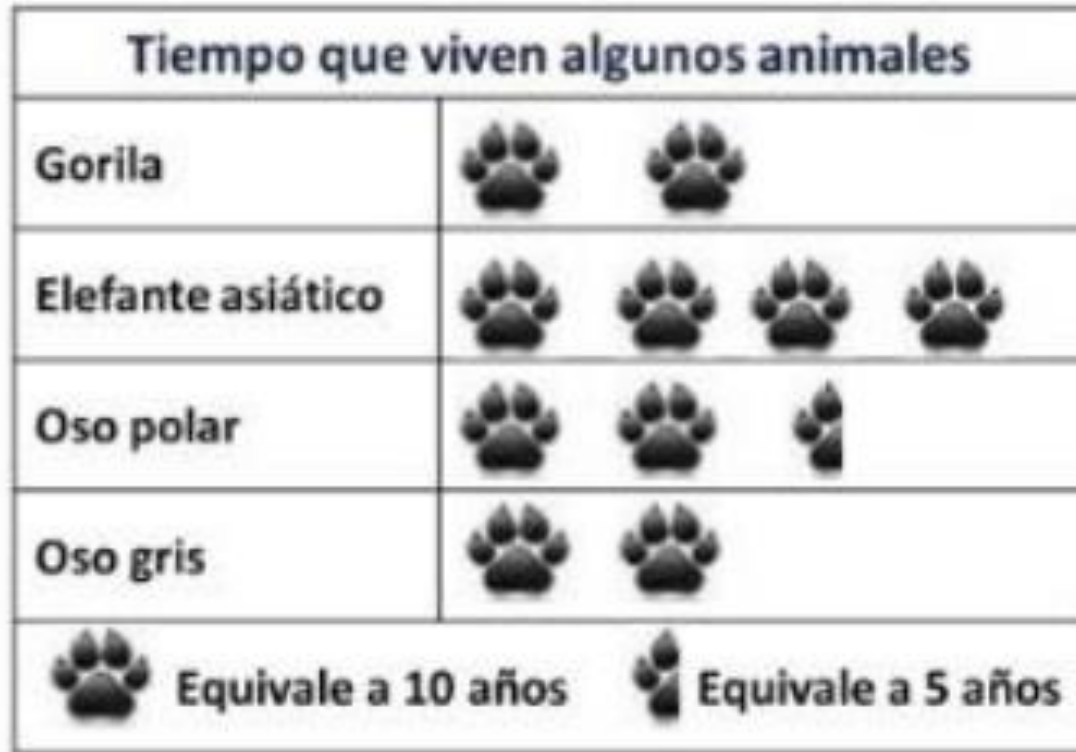 Tiempo que viven algunos animales
Gorila
Elefante asiático
Oso polar
Oso gris
Equivale a 10 años Equivale a 5 años